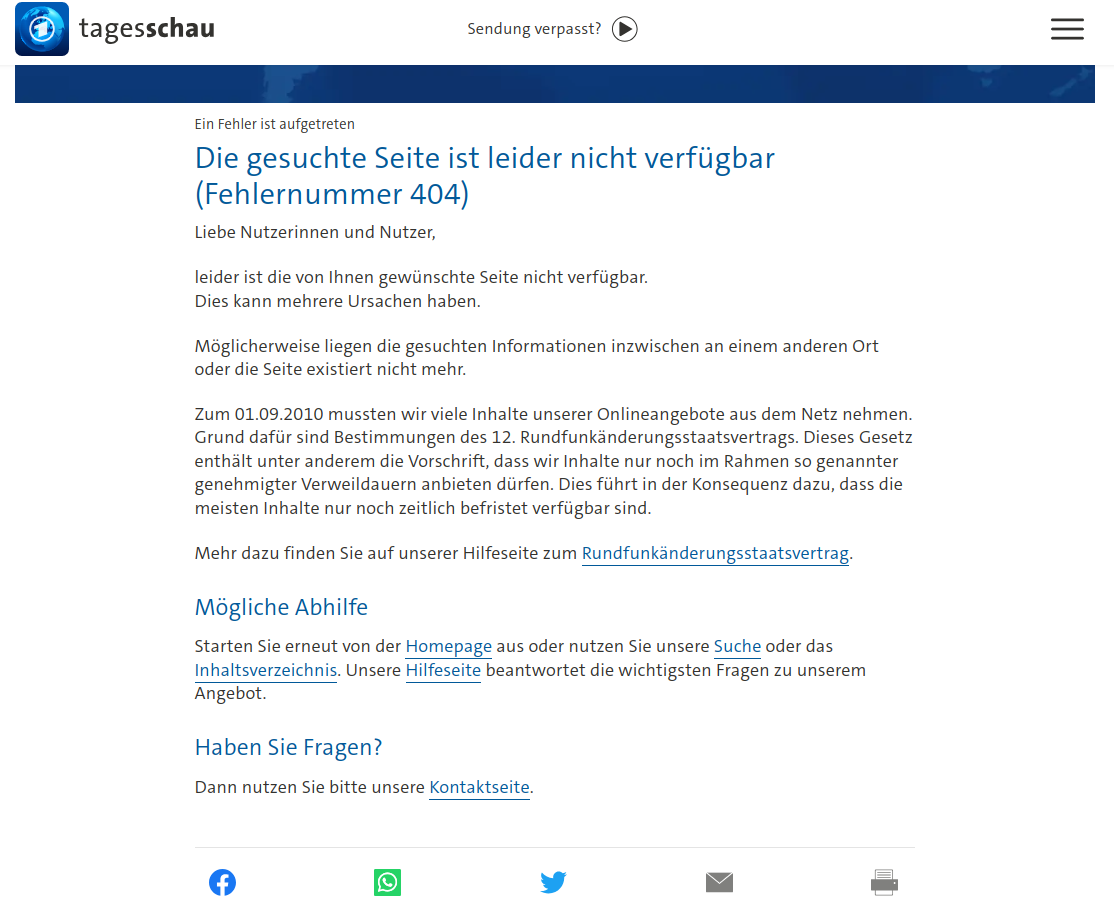 tagesschau
Sendung verpasst?
Ein Fehler ist aufgetreten
Die gesuchte Seite ist leider nicht verfügbar
(Fehlernummer 404)
Liebe Nutzerinnen und Nutzer,
leider ist die von Ihnen gewünschte Seite nicht verfügbar.
Dies kann mehrere Ursachen haben.
Möglicherweise liegen die gesuchten Informationen inzwischen an einem anderen Ort
oder die Seite existiert nicht mehr.
Zum 01.09.2010 mussten wir viele Inhalte unserer Onlineangebote aus dem Netz nehmen.
Grund dafür sind Bestimmungen des 12. Rundfunkänderungsstaatsvertrags. Dieses Gesetz
enthält unter anderem die Vorschrift, dass wir Inhalte nur noch im Rahmen so genannter
genehmigter Verweildauern anbieten dürfen. Dies führt in der Konsequenz dazu, dass die
meisten Inhalte nur noch zeitlich befristet verfügbar sind.
Mehr dazu finden Sie auf unserer Hilfeseite zum Rundfunkänderungsstaatsvertrag.
Mögliche Abhilfe
Starten Sie erneut von der Homepage aus oder nutzen Sie unsere Suche oder das
Inhaltsverzeichnis. Unsere Hilfeseite beantwortet die wichtigsten Fragen zu unserem
Angebot.
Haben Sie Fragen?
Dann nutzen Sie bitte unsere Kontaktseite.